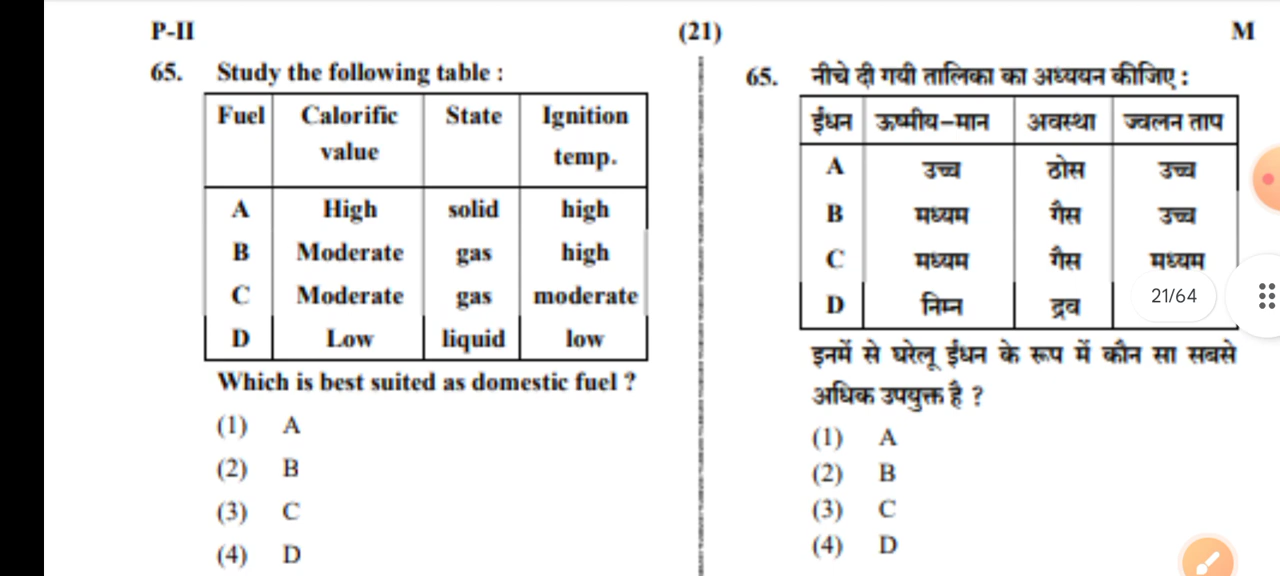 P-II (21) M
65. Study the following table :
Fuel Calorific value State Ignition temp.
A High solid high
B Moderate gas high
C Moderate gas moderate
D Low liquid low
Which is best suited as domestic fuel ?
(1) A
(2) B
(3) C
(4) D
65. नीचे दी गयी तालिका का अध्ययन कीजिए :
ईंधन ऊष्मीय-मान अवस्था ज्वलन ताप
A उच्च ठोस उच्च
B मध्यम गैस उच्च
C मध्यम गैस मध्यम
D निम्न द्रव
21/64
इनमें से घरेलू ईंधन के रूप में कौन सा सबसे
अधिक उपयुक्त है ?
(1) A
(2) B
(3) C
(4) D